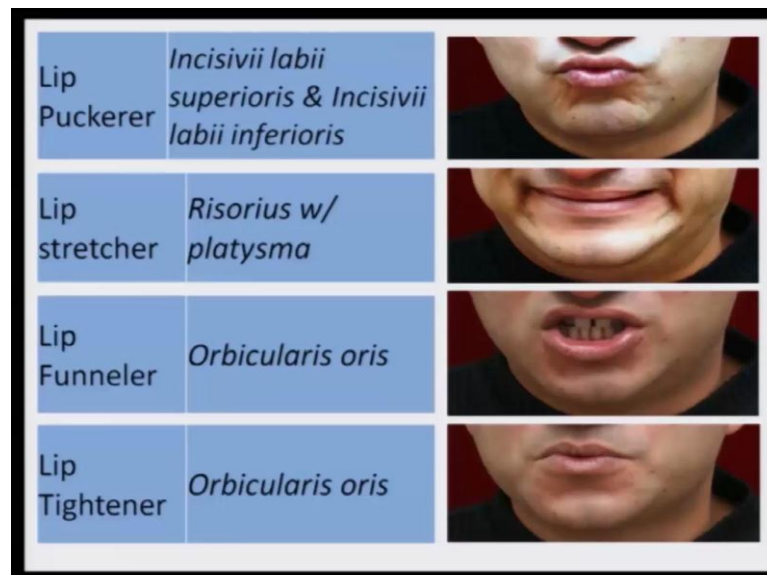 Lip
Puckerer
Incisivii labii
superioris & Incisivii
labii inferioris
Lip
stretcher
Risorius w/
platysma
Lip
Funneler
Orbicularis oris
Lip
Tightener
Orbicularis oris